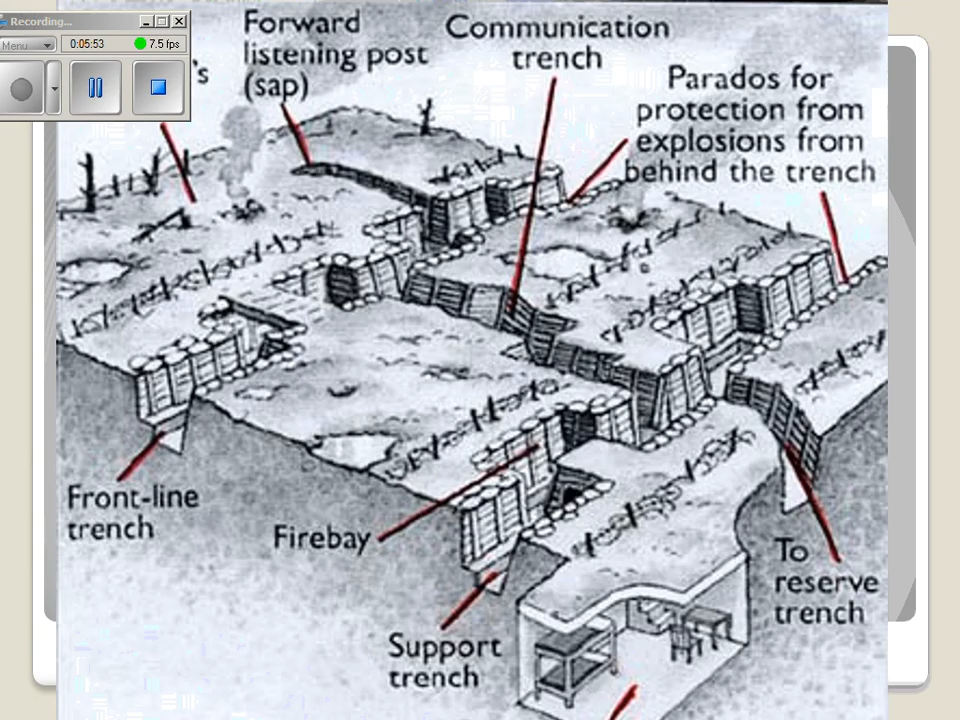 Recording...
Menu
0:05:53
7.5 fps
's
Forward
listening post
(sap)
Communication
trench
Parados for
protection from
explosions from
behind the trench
Front-line
trench
Firebay
To
reserve
trench
Support
trench